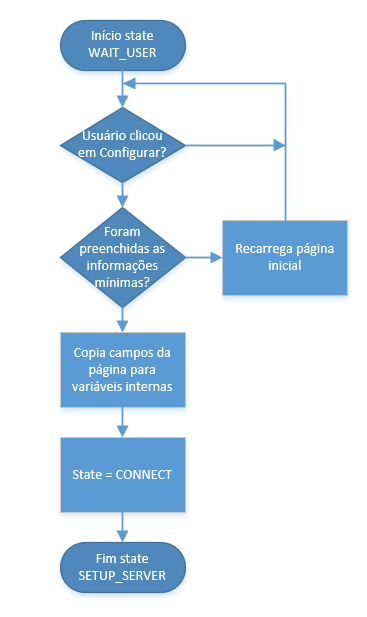 Início state
WAIT_USER
Usuário clicou
em Configurar?
Foram
preenchidas as
informações
mínimas?
Recarrega página
inicial
Copia campos da
página para
variáveis internas
State = CONNECT
Fim state
SETUP_SERVER